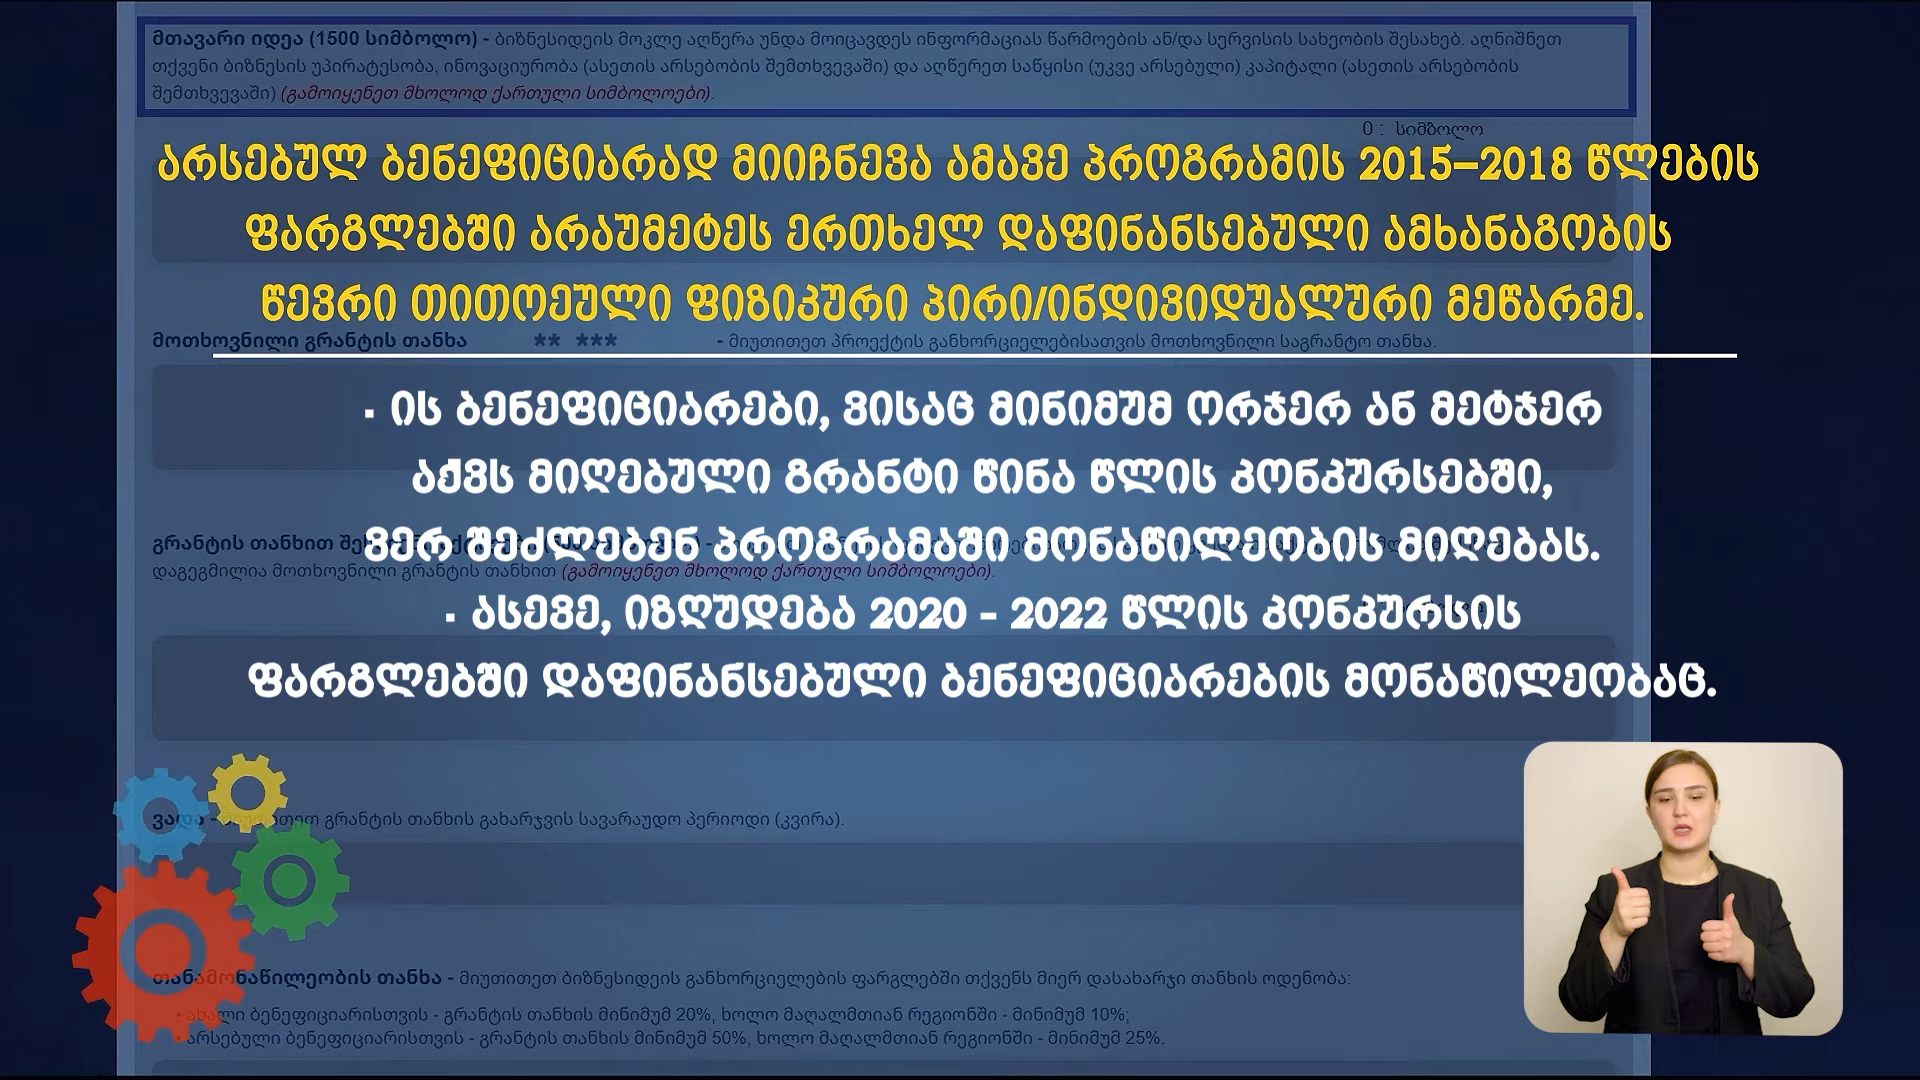 მთავარი იდეა (1500 სიმბოლო) - ბიზნესიდეის მოკლე აღწერა უნდა მოიცავდეს ინფორმაციას წარმოების ან/და სერვისის სახეობის შესახებ. აღნიშნეთ
თქვენი ბიზნესის უპირატესობა, ინოვაციურობა (ასეთის არსებობის შემთხვევაში) და აღწერეთ საწყისი (უკვე არსებული) კაპიტალი (ასეთის არსებობის
შემთხვევაში) (გამოიყენეთ მხოლოდ ქართული სიმბოლოები).
0 : სიმბოლო
არსებულ ბენეფიციარად მიიჩნევა ამავე პროგრამის 2015–2018 წლების
ფარგლებში არაუმეტეს ერთხელ დაფინანსებული ამხანაგობის
წევრი თითოეული ფიზიკური პირი/ინდივიდუალური მეწარმე.
მოთხოვნილი გრანტის თანხა ** *** - მიუთითეთ პროექტის განხორციელებისათვის მოთხოვნილი საგრანტო თანხა.
· ის ბენეფიციარები, ვისაც მინიმუმ ორჯერ ან მეტჯერ
აქვს მიღებული გრანტი წინა წლის კონკურსებში,
ვერ შეძლებენ პროგრამაში მონაწილეობის მიღებას.
გრანტის თანხით
დაგეგმილია მოთხოვნილი გრანტის თანხით (გამოიყენეთ მხოლოდ ქართული სიმბოლოები).
· ასევე, იზღუდება 2020 - 2022 წლის კონკურსის
ფარგლებში დაფინანსებული ბენეფიციარების მონაწილეობაც.
ვადა - მიუთითეთ გრანტის თანხის გახარჯვის სავარაუდო პერიოდი (კვირა).
თანამონაწილეობის თანხა - მიუთითეთ ბიზნესიდეის განხორციელების ფარგლებში თქვენს მიერ დასახარჯი თანხის ოდენობა:
• ახალი ბენეფიციარისთვის - გრანტის თანხის მინიმუმ 20%, ხოლო მაღალმთიან რეგიონში - მინიმუმ 10%;
• არსებული ბენეფიციარისთვის - გრანტის თანხის მინიმუმ 50%, ხოლო მაღალმთიან რეგიონში - მინიმუმ 25%.